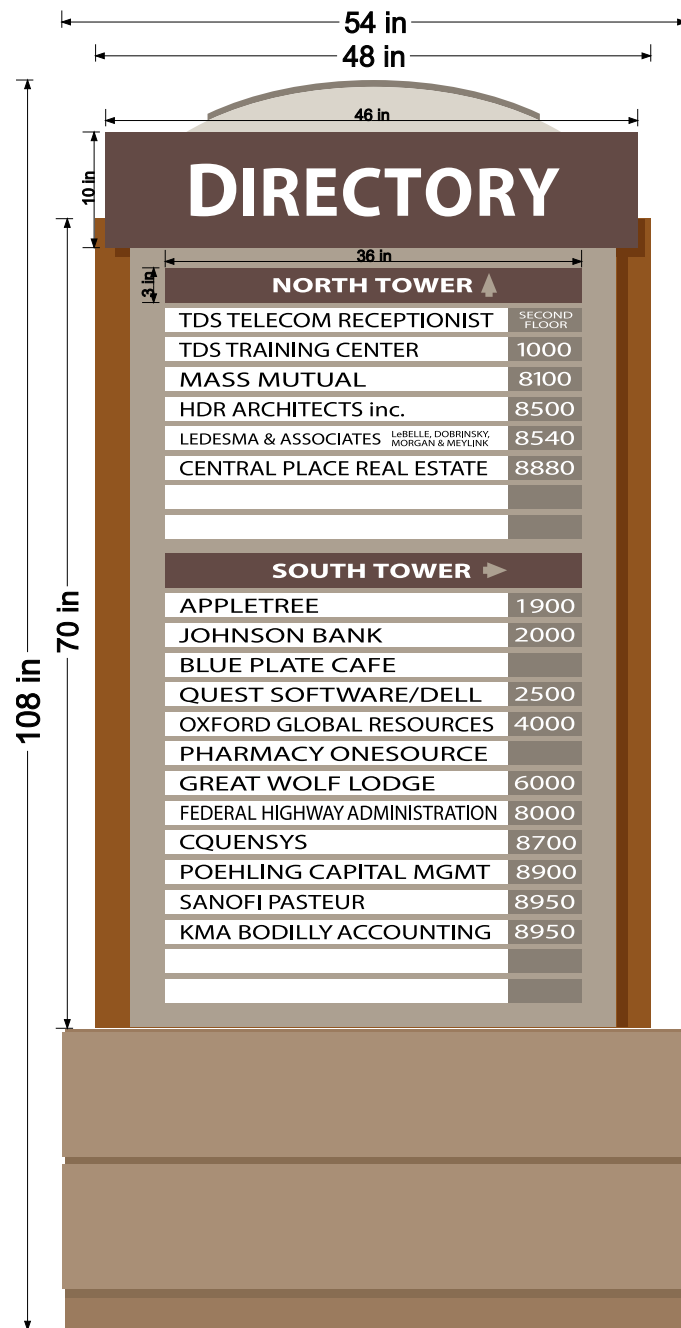 54 in
48 in
46 in
10 in
DIRECTORY
36 in
3 in
NORTH TOWER
TDS TELECOM RECEPTIONIST SECOND FLOOR
TDS TRAINING CENTER 1000
MASS MUTUAL 8100
HDR ARCHITECTS inc. 8500
LEDESMA & ASSOCIATES LeBELLE, DOBRINSKY, MORGAN & MEYLINK 8540
CENTRAL PLACE REAL ESTATE 8880
SOUTH TOWER
APPLETREE 1900
JOHNSON BANK 2000
BLUE PLATE CAFE
QUEST SOFTWARE/DELL 2500
OXFORD GLOBAL RESOURCES 4000
PHARMACY ONESOURCE
GREAT WOLF LODGE 6000
FEDERAL HIGHWAY ADMINISTRATION 8000
CQUENSYS 8700
POEHLING CAPITAL MGMT 8900
SANOFI PASTEUR 8950
KMA BODILLY ACCOUNTING 8950
70 in
108 in